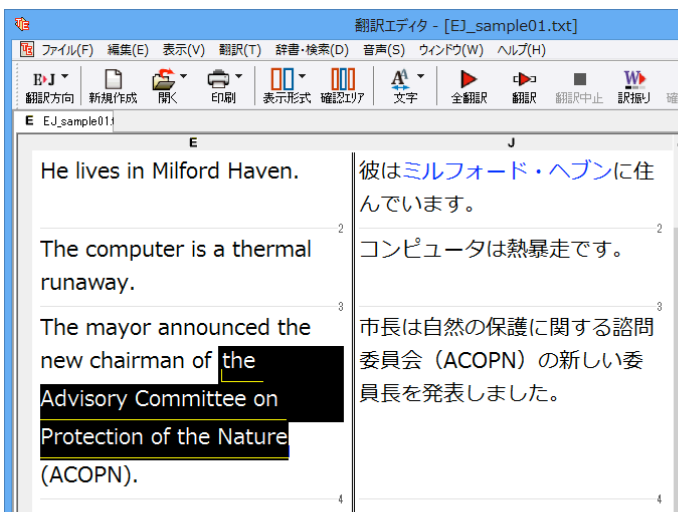 翻訳エディタ - [EJ_sample01.txt]
ファイル(F) 編集(E) 表示(V) 翻訳(T) 辞書・検索(D) 音声(S) ウィンドウ(W) ヘルプ(H)
翻訳方向 新規作成 開く 印刷 表示形式 確認エリア 文字 全翻訳 翻訳 翻訳中止 訳振り 確
E EJ_sample01.t
E J
He lives in Milford Haven.
彼はミルフォード・ヘブンに住
んでいます。
2 2
The computer is a thermal
runaway.
コンピュータは熱暴走です。
3 3
The mayor announced the
new chairman of the
Advisory Committee on
Protection of the Nature
(ACOPN).
市長は自然の保護に関する諮問
委員会（ACOPN）の新しい委
員長を発表しました。
4 4